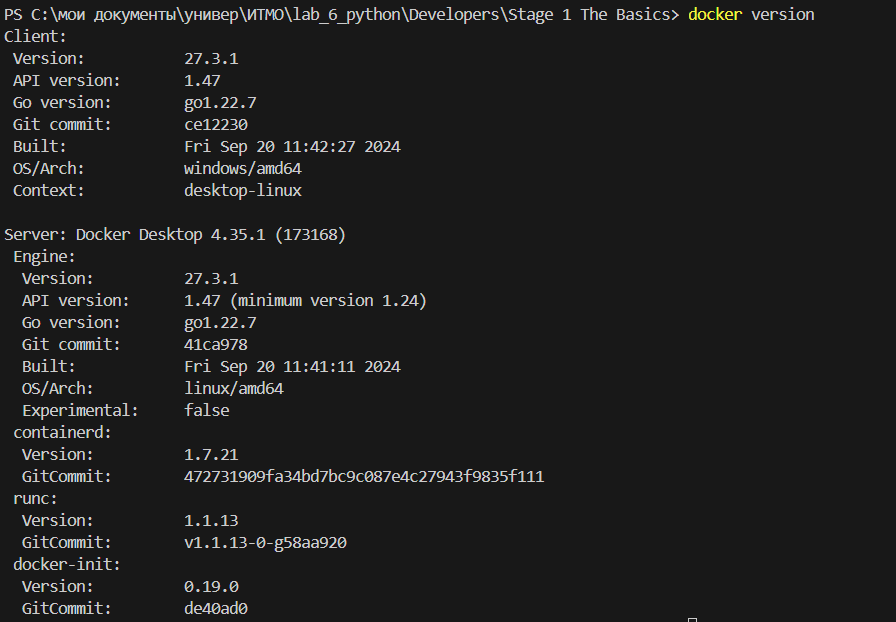 PS C:\мои документы\универ\ИТМО\lab_6_python\Developers\Stage 1 The Basics> docker version
Client:
 Version:           27.3.1
 API version:       1.47
 Go version:        go1.22.7
 Git commit:        ce12230
 Built:             Fri Sep 20 11:42:27 2024
 OS/Arch:           windows/amd64
 Context:           desktop-linux

Server: Docker Desktop 4.35.1 (173168)
 Engine:
  Version:          27.3.1
  API version:      1.47 (minimum version 1.24)
  Go version:       go1.22.7
  Git commit:       41ca978
  Built:            Fri Sep 20 11:41:11 2024
  OS/Arch:          linux/amd64
  Experimental:     false
 containerd:
  Version:          1.7.21
  GitCommit:        472731909fa34bd7bc9c087e4c27943f9835f111
 runc:
  Version:          1.1.13
  GitCommit:        v1.1.13-0-g58aa920
 docker-init:
  Version:          0.19.0
  GitCommit:        de40ad0